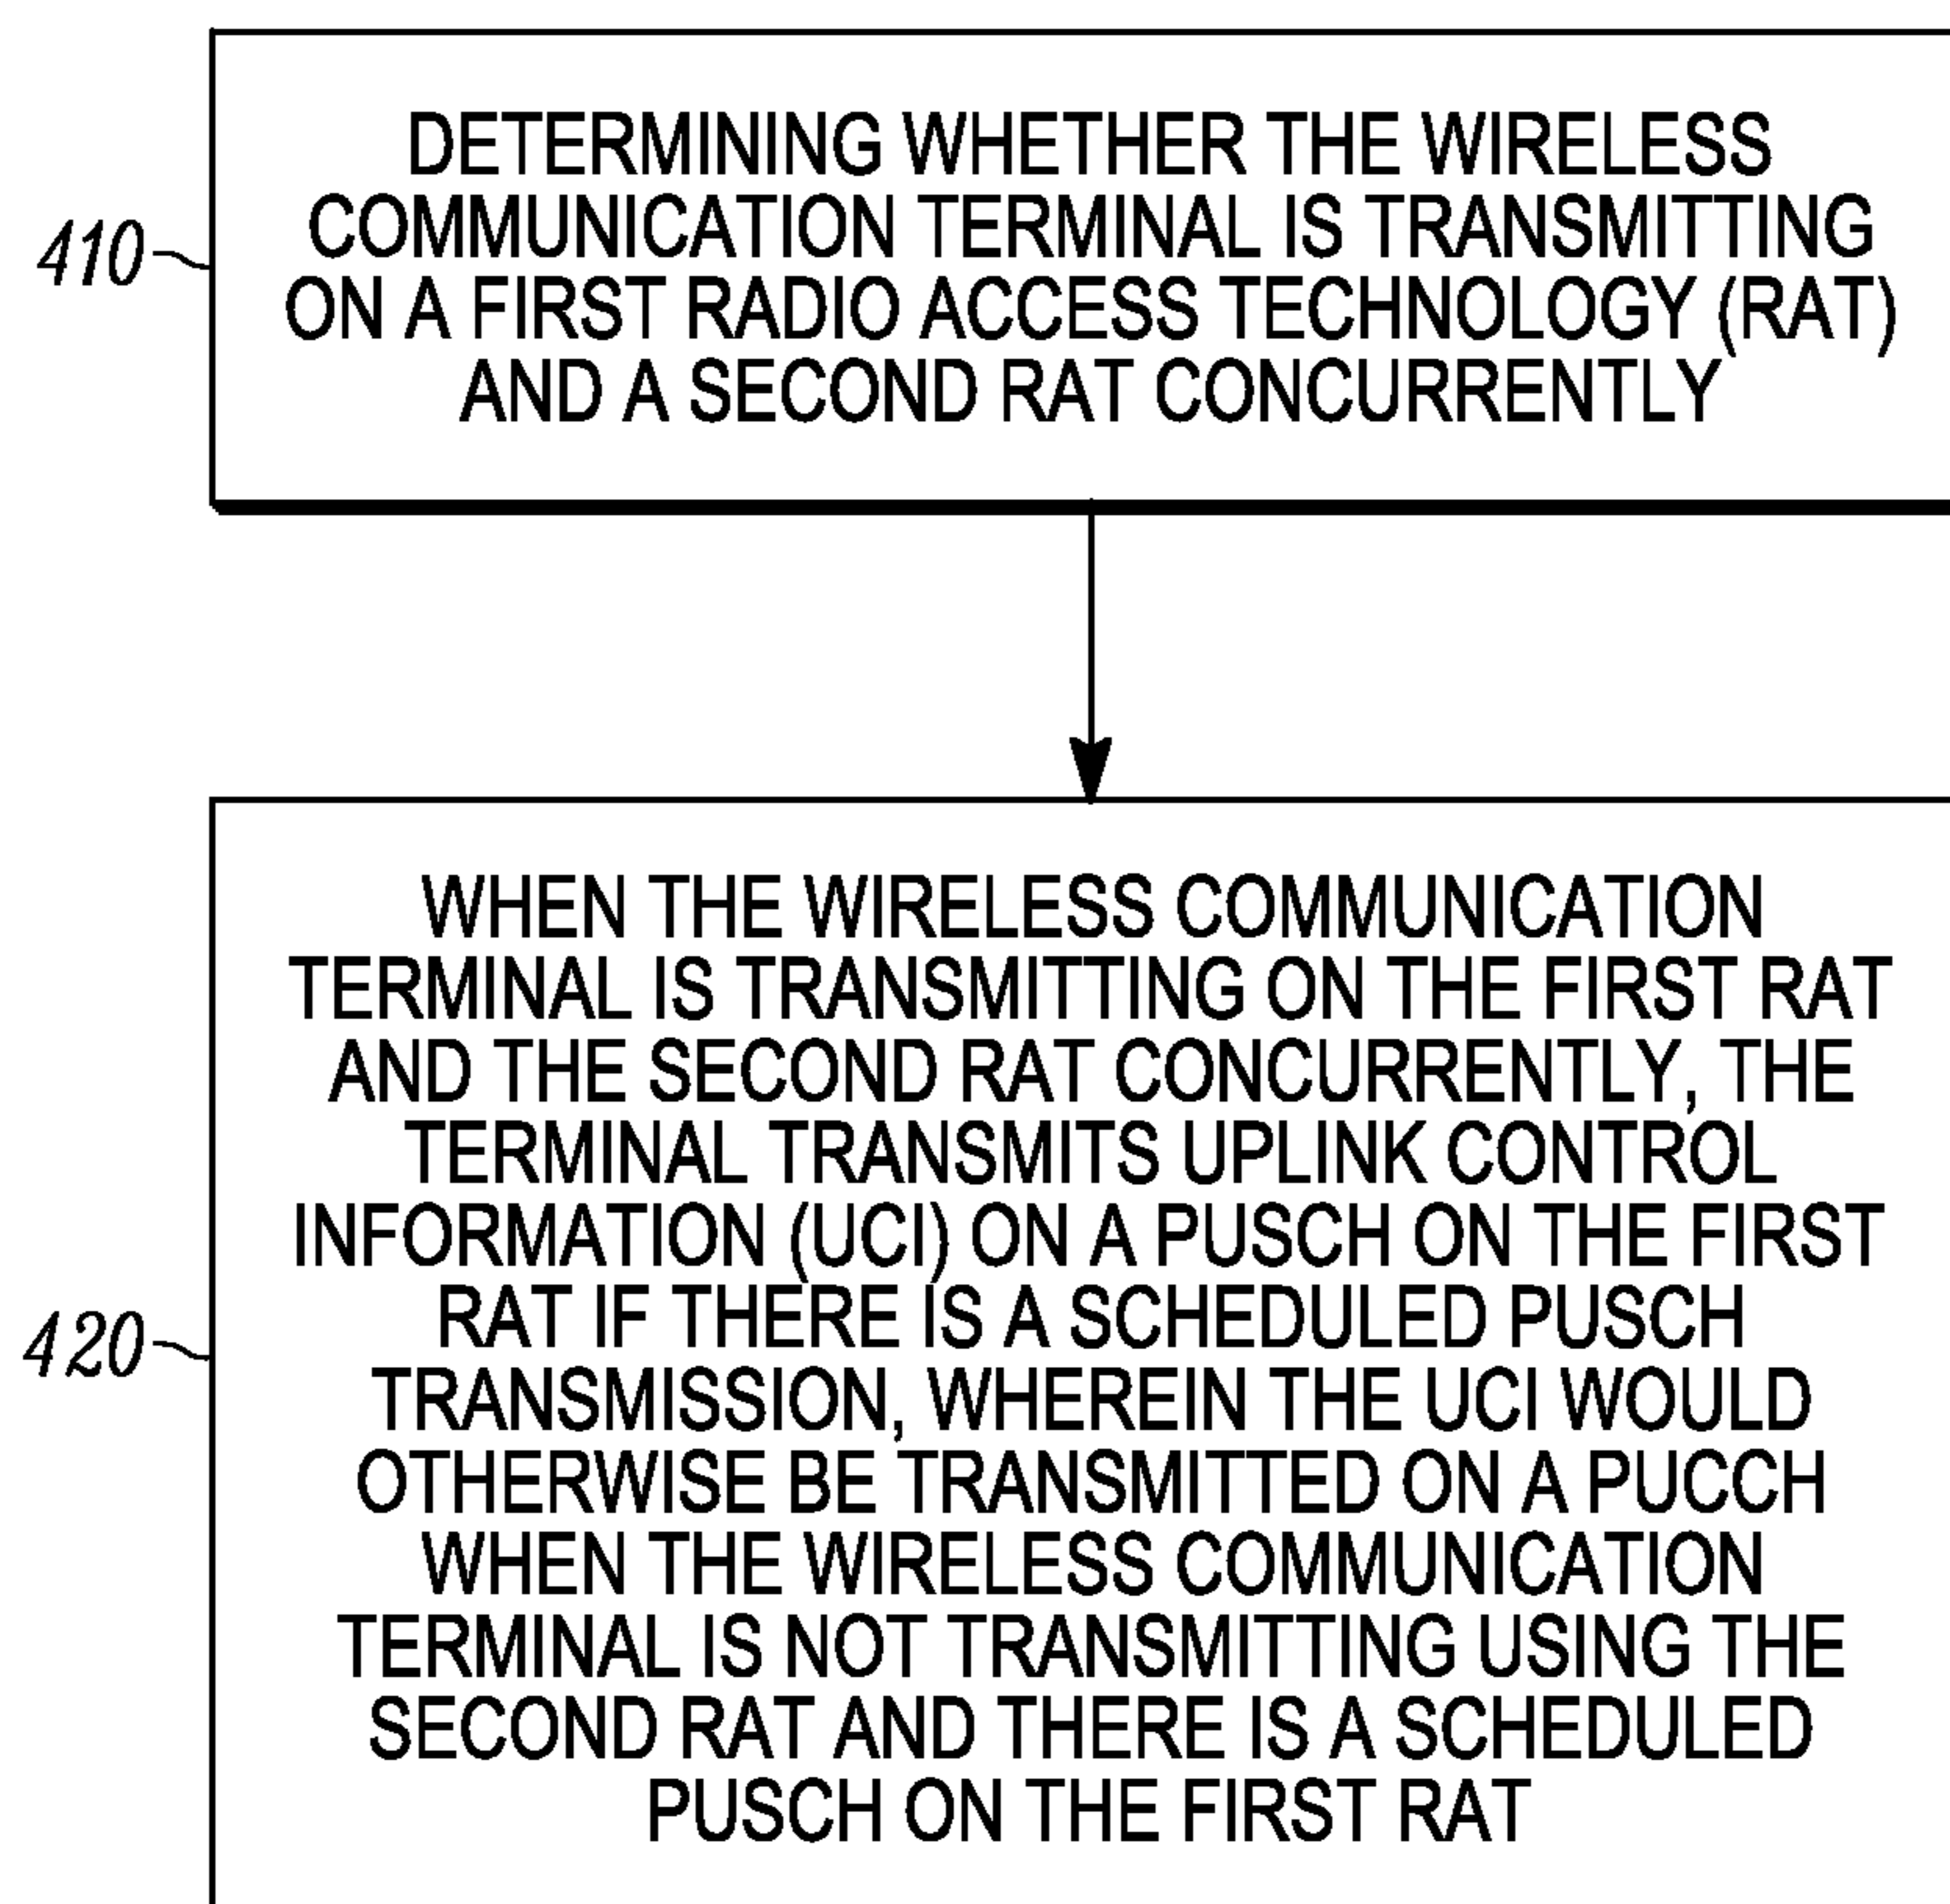 DETERMINING WHETHER THE WIRELESS
COMMUNICATION TERMINAL IS TRANSMITTING
410
ON A FIRST RADIO ACCESS TECHNOLOGY (RAT)
AND A SECOND RAT CONCURRENTLY
WHEN THE WIRELESS COMMUNICATION
TERMINAL IS TRANSMITTING ON THE FIRST RAT
AND THE SECOND RAT CONCURRENTLY, THE
TERMINAL TRANSMITS UPLINK CONTROL
INFORMATION (UCI) ON A PUSCH ON THE FIRST
RAT IF THERE IS A SCHEDULED PUSCH
420
TRANSMISSION, WHEREIN THE UCI WOULD
OTHERWISE BE TRANSMITTED ON A PUCCH
WHEN THE WIRELESS COMMUNICATION
TERMINAL IS NOT TRANSMITTING USING THE
SECOND RAT AND THERE IS A SCHEDULED
PUSCH ON THE FIRST RAT